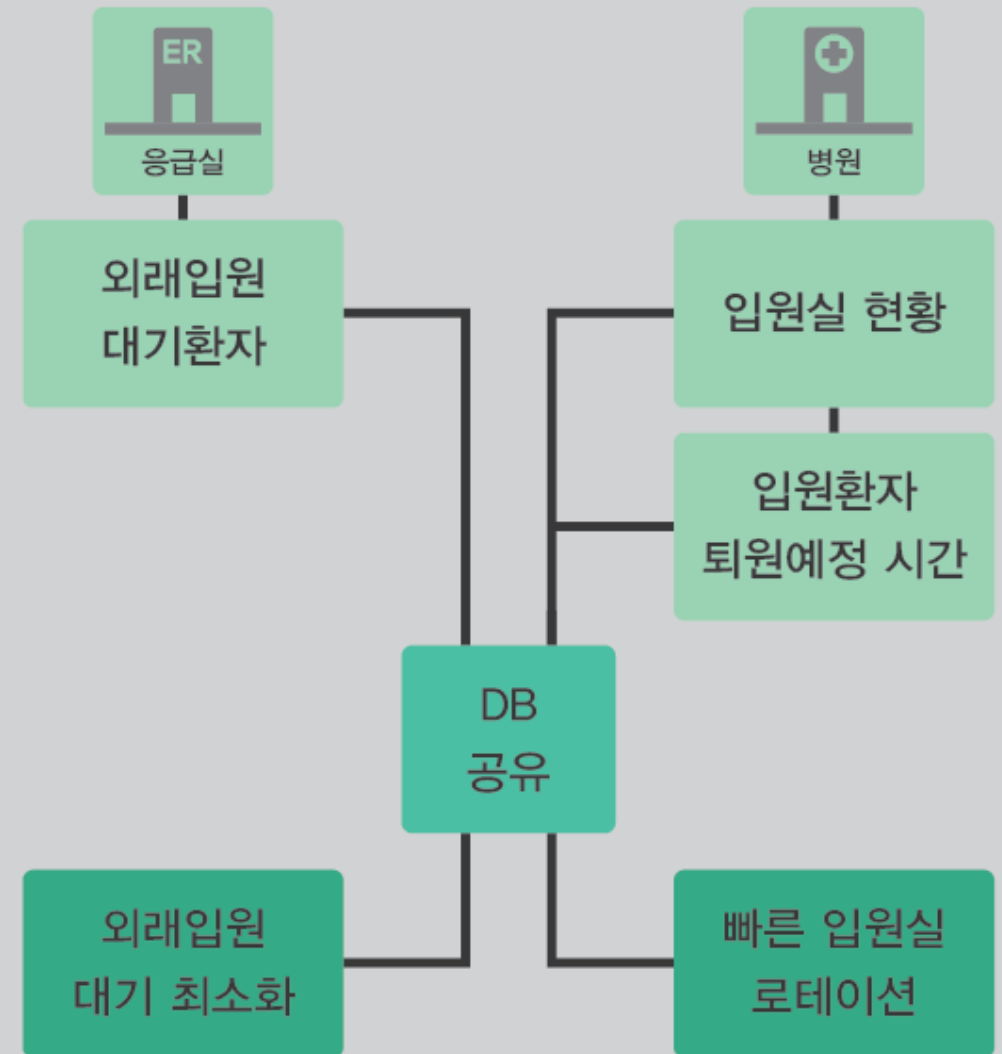 ER
응급실
병원
외래입원
대기환자
입원실 현황
입원환자
퇴원예정 시간
DB
공유
외래입원
대기 최소화
빠른 입원실
로테이션